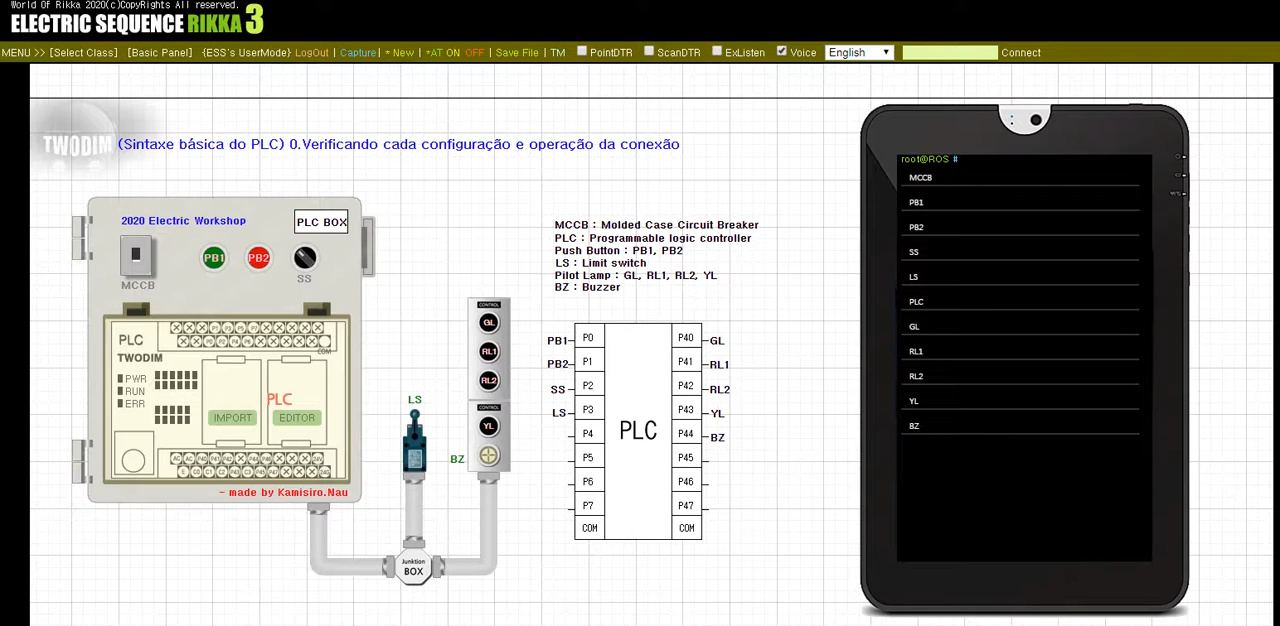 World Of Rikka 2020(c)CopyRights All reserved.
ELECTRIC SEQUENCE RIKKA 3
MENU >> [Select Class] [Basic Panel] {ESS's UserMode} LogOut | Capture | * New | *AT ON OFF | Save File | TM PointDTR ScanDTR ExListen Voice English Connect
TWODIM
(Sintaxe básica do PLC) 0.Verificando cada configuração e operação da conexão
2020 Electric Workshop
PLC BOX
PB1 PB2
MCCB
SS
PLC
TWODIM
COM
PWR
RUN
ERR
PLC
IMPORT EDITOR
- made by Kamisiro.Nau
LS
CONTROL
GL
RL1
RL2
CONTROL
YL
BZ
Junktion
BOX
MCCB : Molded Case Circuit Breaker
PLC : Programmable logic controller
Push Button : PB1, PB2
LS : Limit switch
Pilot Lamp : GL, RL1, RL2, YL
BZ : Buzzer
PB1 P0 P40 GL
PB2 P1 P41 RL1
SS P2 P42 RL2
LS P3 P43 YL
P4 P44 BZ
PLC
P5 P45
P6 P46
P7 P47
COM COM
root@ROS #
MCCB
PB1
PB2
SS
LS
PLC
GL
RL1
RL2
YL
BZ